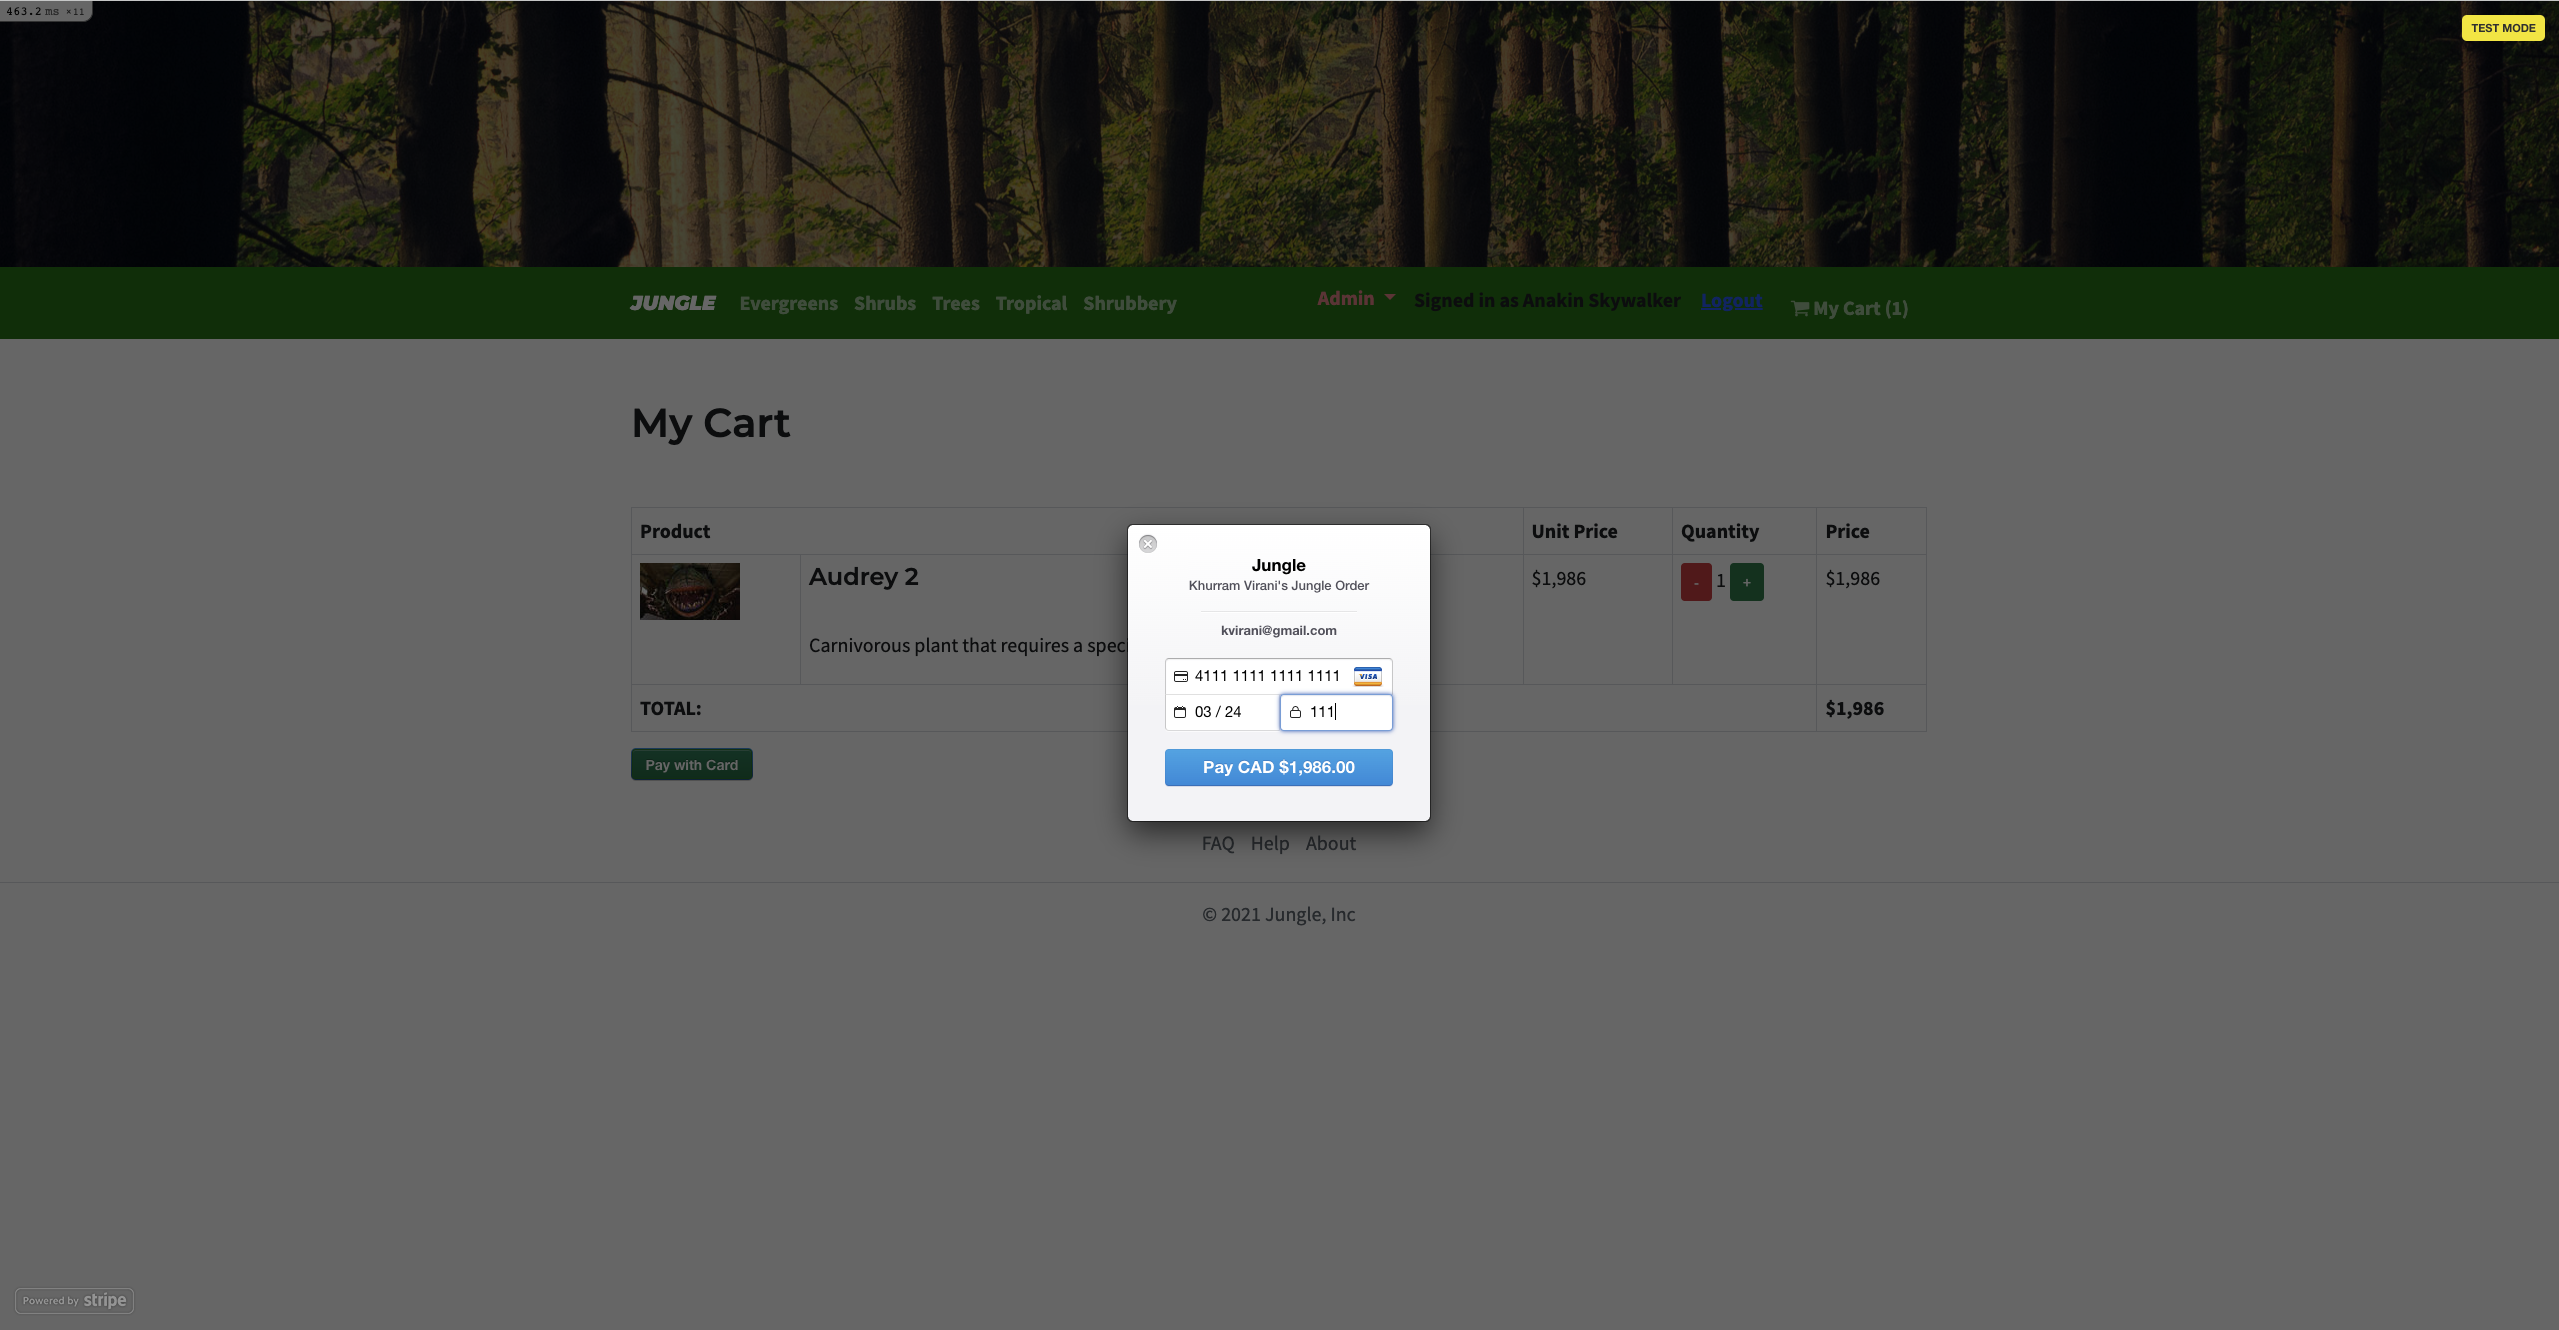 463.2 ms ×11
TEST MODE
JUNGLE Evergreens Shrubs Trees Tropical Shrubbery Admin Signed in as Anakin Skywalker Logout My Cart (1)
My Cart
Product Unit Price Quantity Price
Audrey 2 $1,986 - 1 + $1,986
Carnivorous plant that requires a speci
TOTAL: $1,986
Pay with Card
Jungle
Khurram Virani's Jungle Order
kvirani@gmail.com
4111 1111 1111 1111 VISA
03 / 24 111
Pay CAD $1,986.00
FAQ Help About
© 2021 Jungle, Inc
Powered by stripe